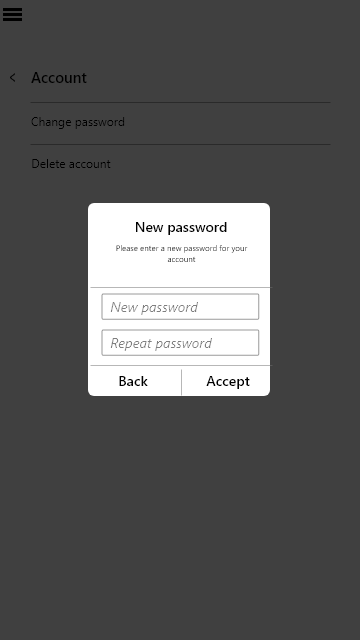 Account
Change password
Delete account
New password
Please enter a new password for your
account
New password
Repeat password
Back
Accept